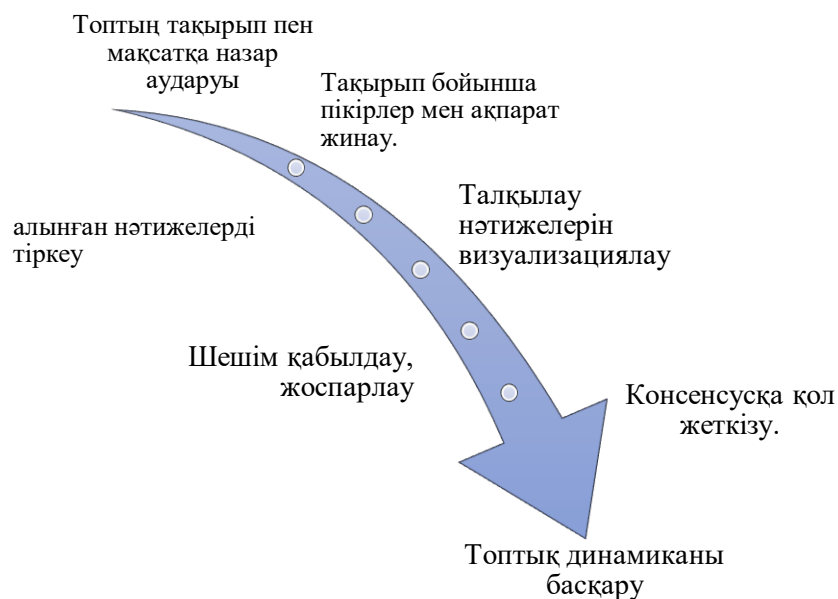 Топтың тақырып пен
мақсатқа назар
аударуы
Тақырып бойынша
пікірлер мен ақпарат
жинау.
алынған нәтижелерді
тіркеу
Талқылау
нәтижелерін
визуализациялау
Шешім қабылдау,
жоспарлау
Консенсусқа қол
жеткізу.
Топтық динамиканы
басқару